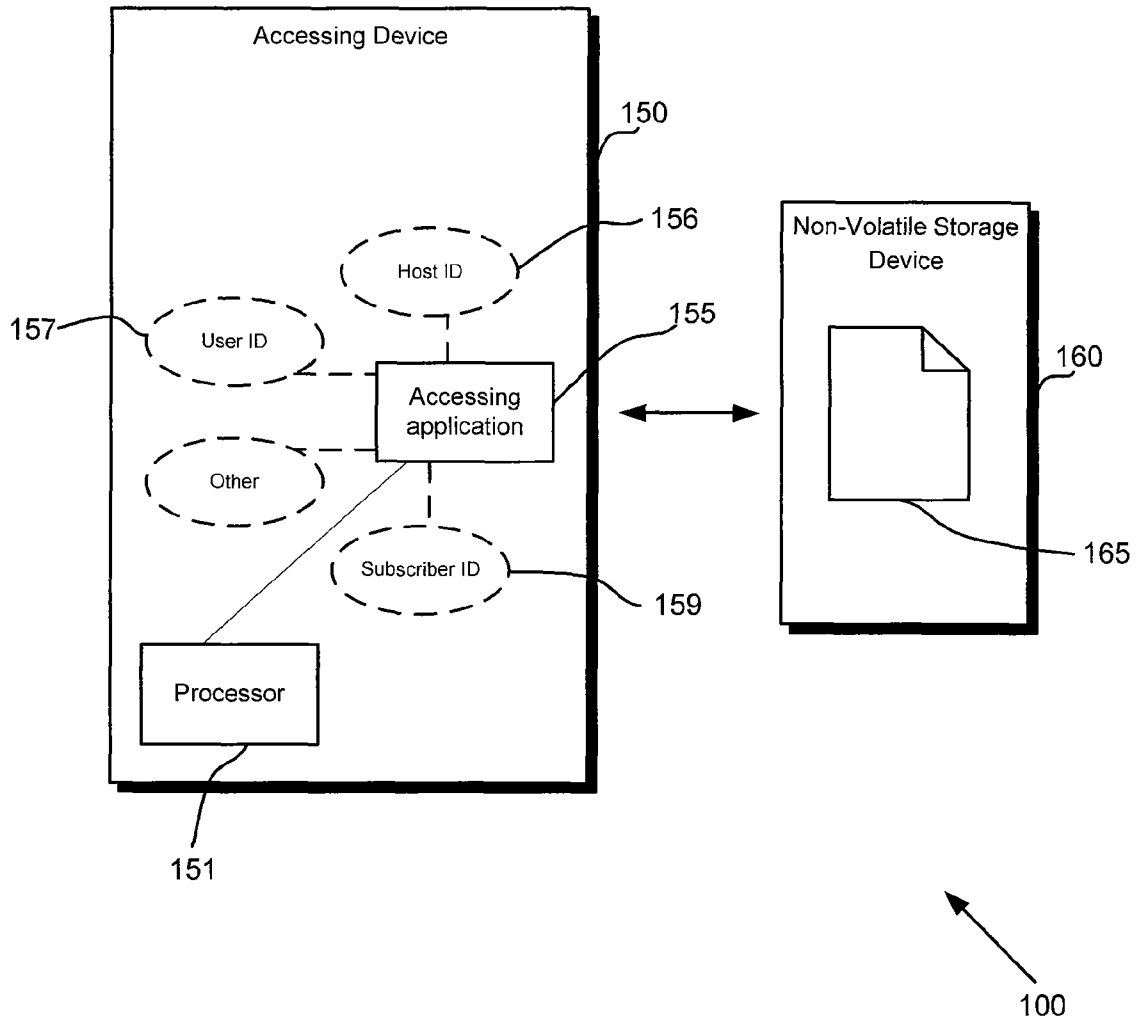 Accessing Device
150
Non-Volatile Storage
Device
156
Host ID
157
User ID
155
Accessing
application
160
Other
Subscriber ID
159
165
Processor
151
100